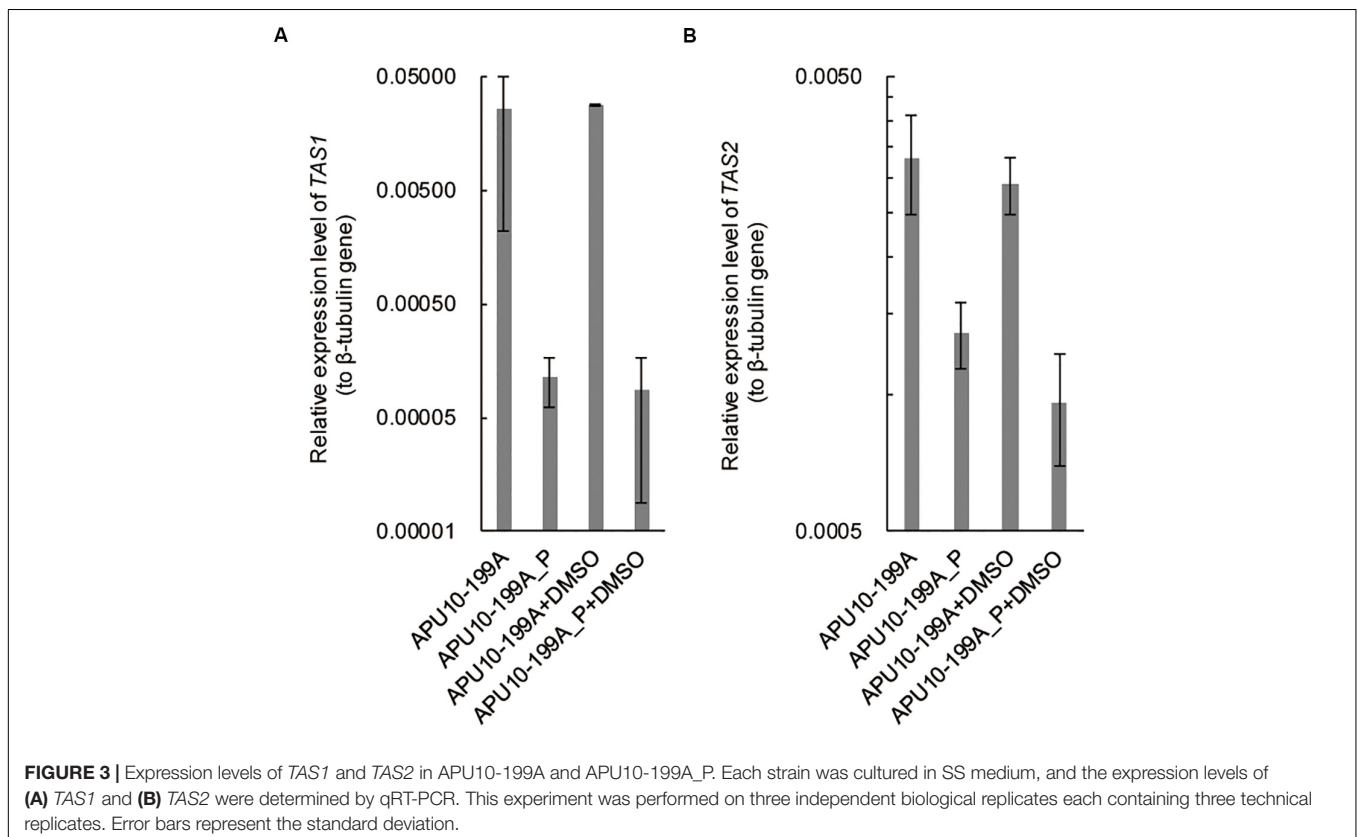 A
Relative expression level of TAS1
(to β-tubulin gene)
0.05000
0.00500
0.00050
0.00005
0.00001
APU10-199A
APU10-199A_P
APU10-199A+DMSO
APU10-199A_P+DMSO
B
Relative expression level of TAS2
(to β-tubulin gene)
0.0050
0.0005
APU10-199A
APU10-199A_P
APU10-199A+DMSO
APU10-199A_P+DMSO
FIGURE 3 | Expression levels of TAS1 and TAS2 in APU10-199A and APU10-199A_P. Each strain was cultured in SS medium, and the expression levels of
(A) TAS1 and (B) TAS2 were determined by qRT-PCR. This experiment was performed on three independent biological replicates each containing three technical
replicates. Error bars represent the standard deviation.